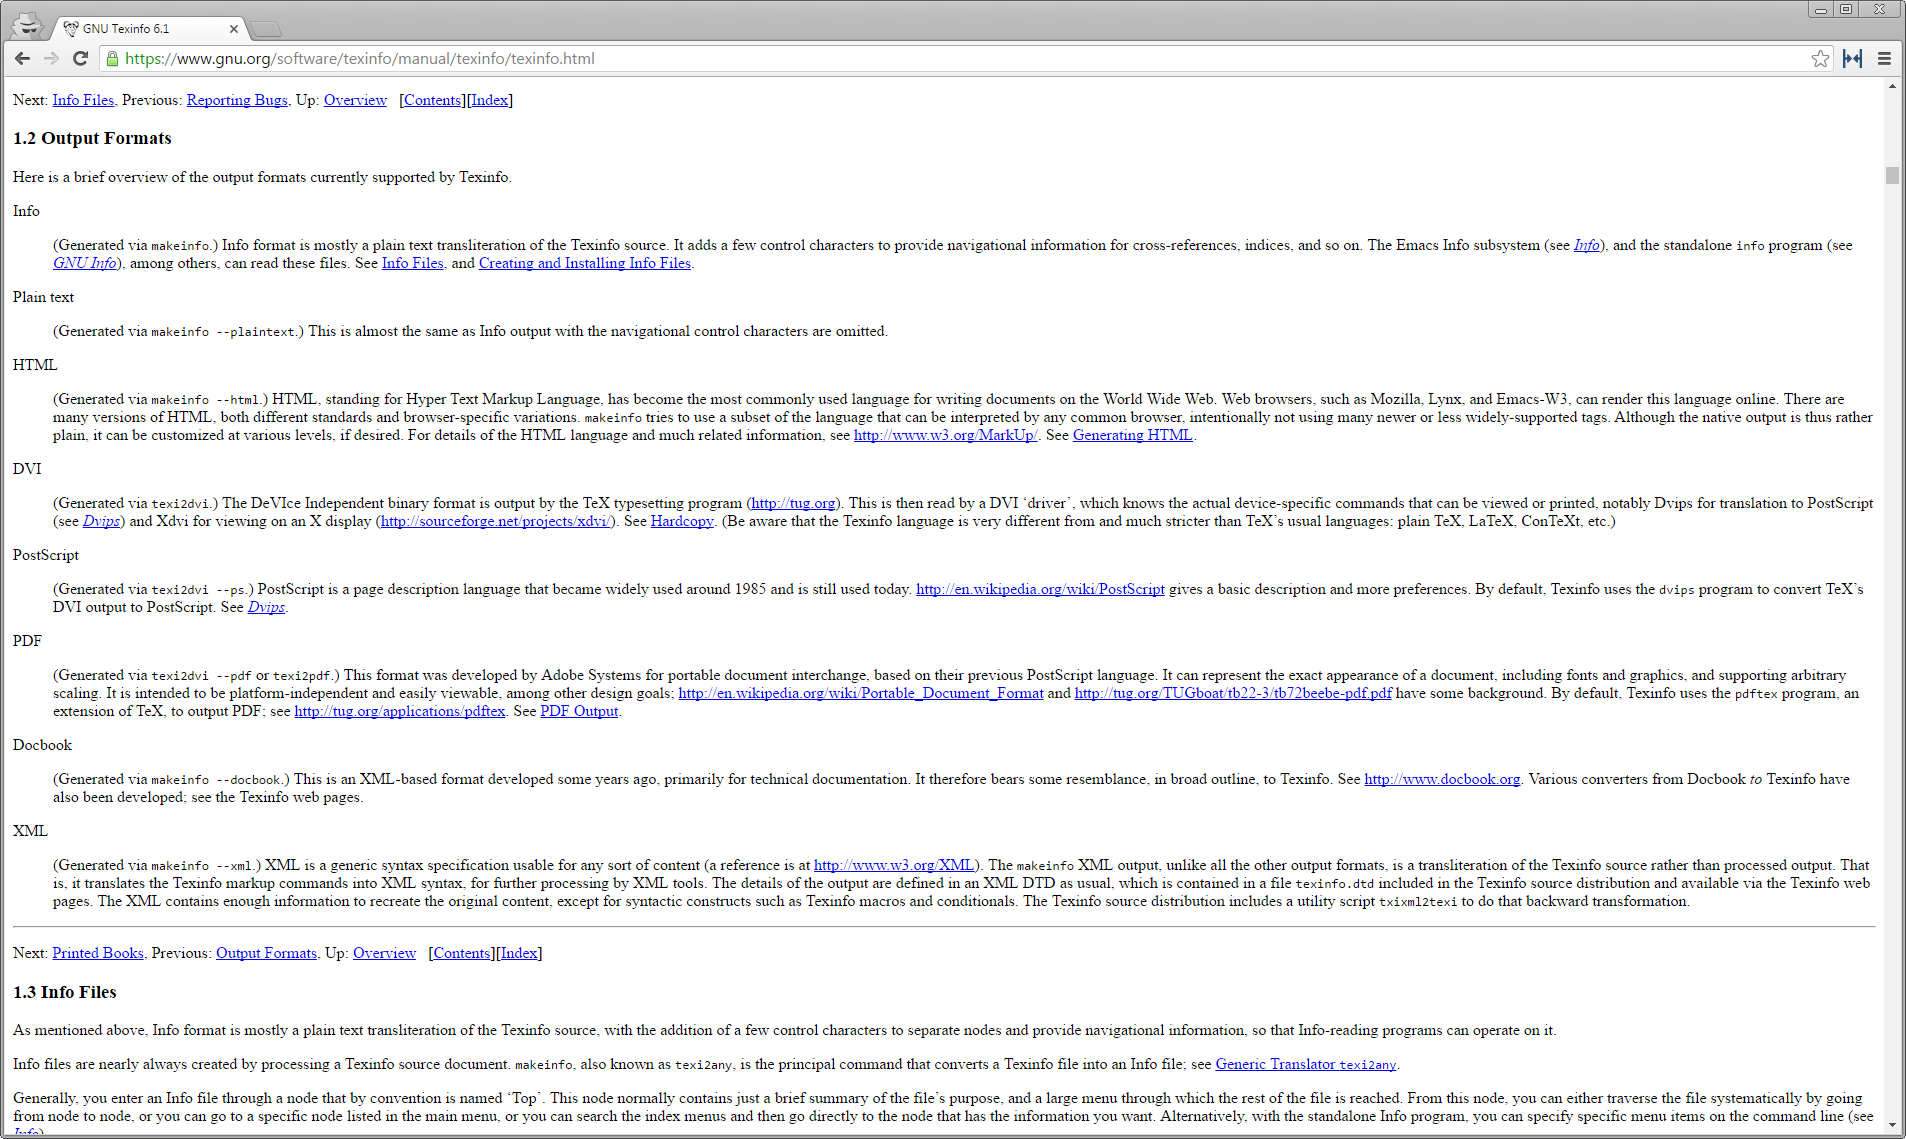 GNU Texinfo 6.1
https://www.gnu.org/software/texinfo/manual/texinfo/texinfo.html
Next: Info Files, Previous: Reporting Bugs, Up: Overview [Contents][Index]
1.2 Output Formats
Here is a brief overview of the output formats currently supported by Texinfo.
Info
(Generated via makeinfo.) Info format is mostly a plain text transliteration of the Texinfo source. It adds a few control characters to provide navigational information for cross-references, indices, and so on. The Emacs Info subsystem (see Info), and the standalone info program (see
GNU Info), among others, can read these files. See Info Files, and Creating and Installing Info Files.
Plain text
(Generated via makeinfo --plaintext.) This is almost the same as Info output with the navigational control characters are omitted.
HTML
(Generated via makeinfo --html.) HTML, standing for Hyper Text Markup Language, has become the most commonly used language for writing documents on the World Wide Web. Web browsers, such as Mozilla, Lynx, and Emacs-W3, can render this language online. There are
many versions of HTML, both different standards and browser-specific variations. makeinfo tries to use a subset of the language that can be interpreted by any common browser, intentionally not using many newer or less widely-supported tags. Although the native output is thus rather
plain, it can be customized at various levels, if desired. For details of the HTML language and much related information, see http://www.w3.org/MarkUp/. See Generating HTML.
DVI
(Generated via texi2dvi.) The DeVIce Independent binary format is output by the TeX typesetting program (http://tug.org). This is then read by a DVI ‘driver’, which knows the actual device-specific commands that can be viewed or printed, notably Dvips for translation to PostScript
(see Dvips) and Xdvi for viewing on an X display (http://sourceforge.net/projects/xdvi/). See Hardcopy. (Be aware that the Texinfo language is very different from and much stricter than TeX’s usual languages: plain TeX, LaTeX, ConTeXt, etc.)
PostScript
(Generated via texi2dvi --ps.) PostScript is a page description language that became widely used around 1985 and is still used today. http://en.wikipedia.org/wiki/PostScript gives a basic description and more preferences. By default, Texinfo uses the dvips program to convert TeX’s
DVI output to PostScript. See Dvips.
PDF
(Generated via texi2dvi --pdf or texi2pdf.) This format was developed by Adobe Systems for portable document interchange, based on their previous PostScript language. It can represent the exact appearance of a document, including fonts and graphics, and supporting arbitrary
scaling. It is intended to be platform-independent and easily viewable, among other design goals; http://en.wikipedia.org/wiki/Portable_Document_Format and http://tug.org/TUGboat/tb22-3/tb72beebe-pdf.pdf have some background. By default, Texinfo uses the pdftex program, an
extension of TeX, to output PDF; see http://tug.org/applications/pdftex. See PDF Output.
Docbook
(Generated via makeinfo --docbook.) This is an XML-based format developed some years ago, primarily for technical documentation. It therefore bears some resemblance, in broad outline, to Texinfo. See http://www.docbook.org. Various converters from Docbook to Texinfo have
also been developed; see the Texinfo web pages.
XML
(Generated via makeinfo --xml.) XML is a generic syntax specification usable for any sort of content (a reference is at http://www.w3.org/XML). The makeinfo XML output, unlike all the other output formats, is a transliteration of the Texinfo source rather than processed output. That
is, it translates the Texinfo markup commands into XML syntax, for further processing by XML tools. The details of the output are defined in an XML DTD as usual, which is contained in a file texinfo.dtd included in the Texinfo source distribution and available via the Texinfo web
pages. The XML contains enough information to recreate the original content, except for syntactic constructs such as Texinfo macros and conditionals. The Texinfo source distribution includes a utility script txixml2texi to do that backward transformation.
Next: Printed Books, Previous: Output Formats, Up: Overview [Contents][Index]
1.3 Info Files
As mentioned above, Info format is mostly a plain text transliteration of the Texinfo source, with the addition of a few control characters to separate nodes and provide navigational information, so that Info-reading programs can operate on it.
Info files are nearly always created by processing a Texinfo source document. makeinfo, also known as texi2any, is the principal command that converts a Texinfo file into an Info file; see Generic Translator texi2any.
Generally, you enter an Info file through a node that by convention is named ‘Top’. This node normally contains just a brief summary of the file’s purpose, and a large menu through which the rest of the file is reached. From this node, you can either traverse the file systematically by going
from node to node, or you can go to a specific node listed in the main menu, or you can search the index menus and then go directly to the node that has the information you want. Alternatively, with the standalone Info program, you can specify specific menu items on the command line (see
Info)